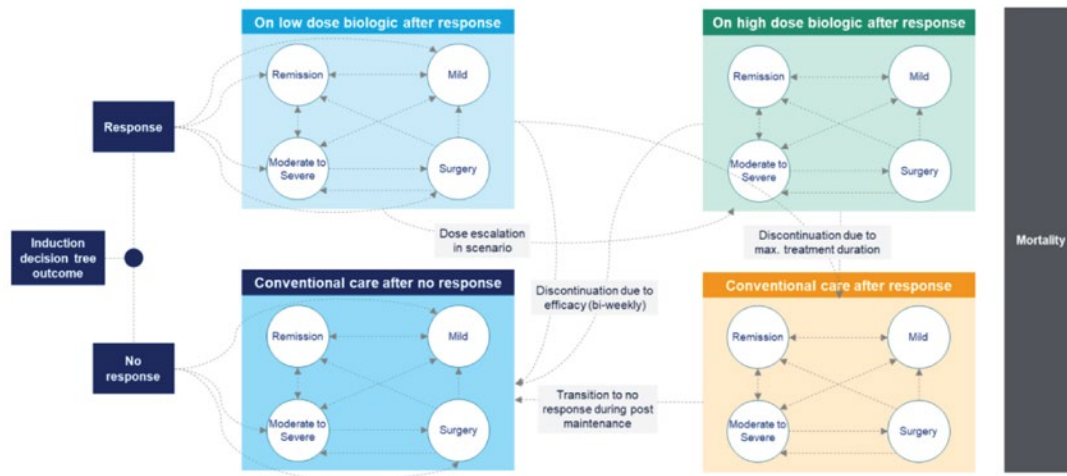 On low dose biologic after response
Remission
Mild
Moderate to
Severe
Surgery
On high dose biologic after response
Remission
Mild
Moderate to
Severe
Surgery
Response
Induction
decision tree
outcome
No
response
Dose escalation
in scenario
Discontinuation due to
max. treatment duration
Discontinuation due to
efficacy (bi-weekly)
Transition to no
response during post
maintenance
Conventional care after no response
Remission
Mild
Moderate to
Severe
Surgery
Conventional care after response
Remission
Mild
Moderate to
Severe
Surgery
Mortality